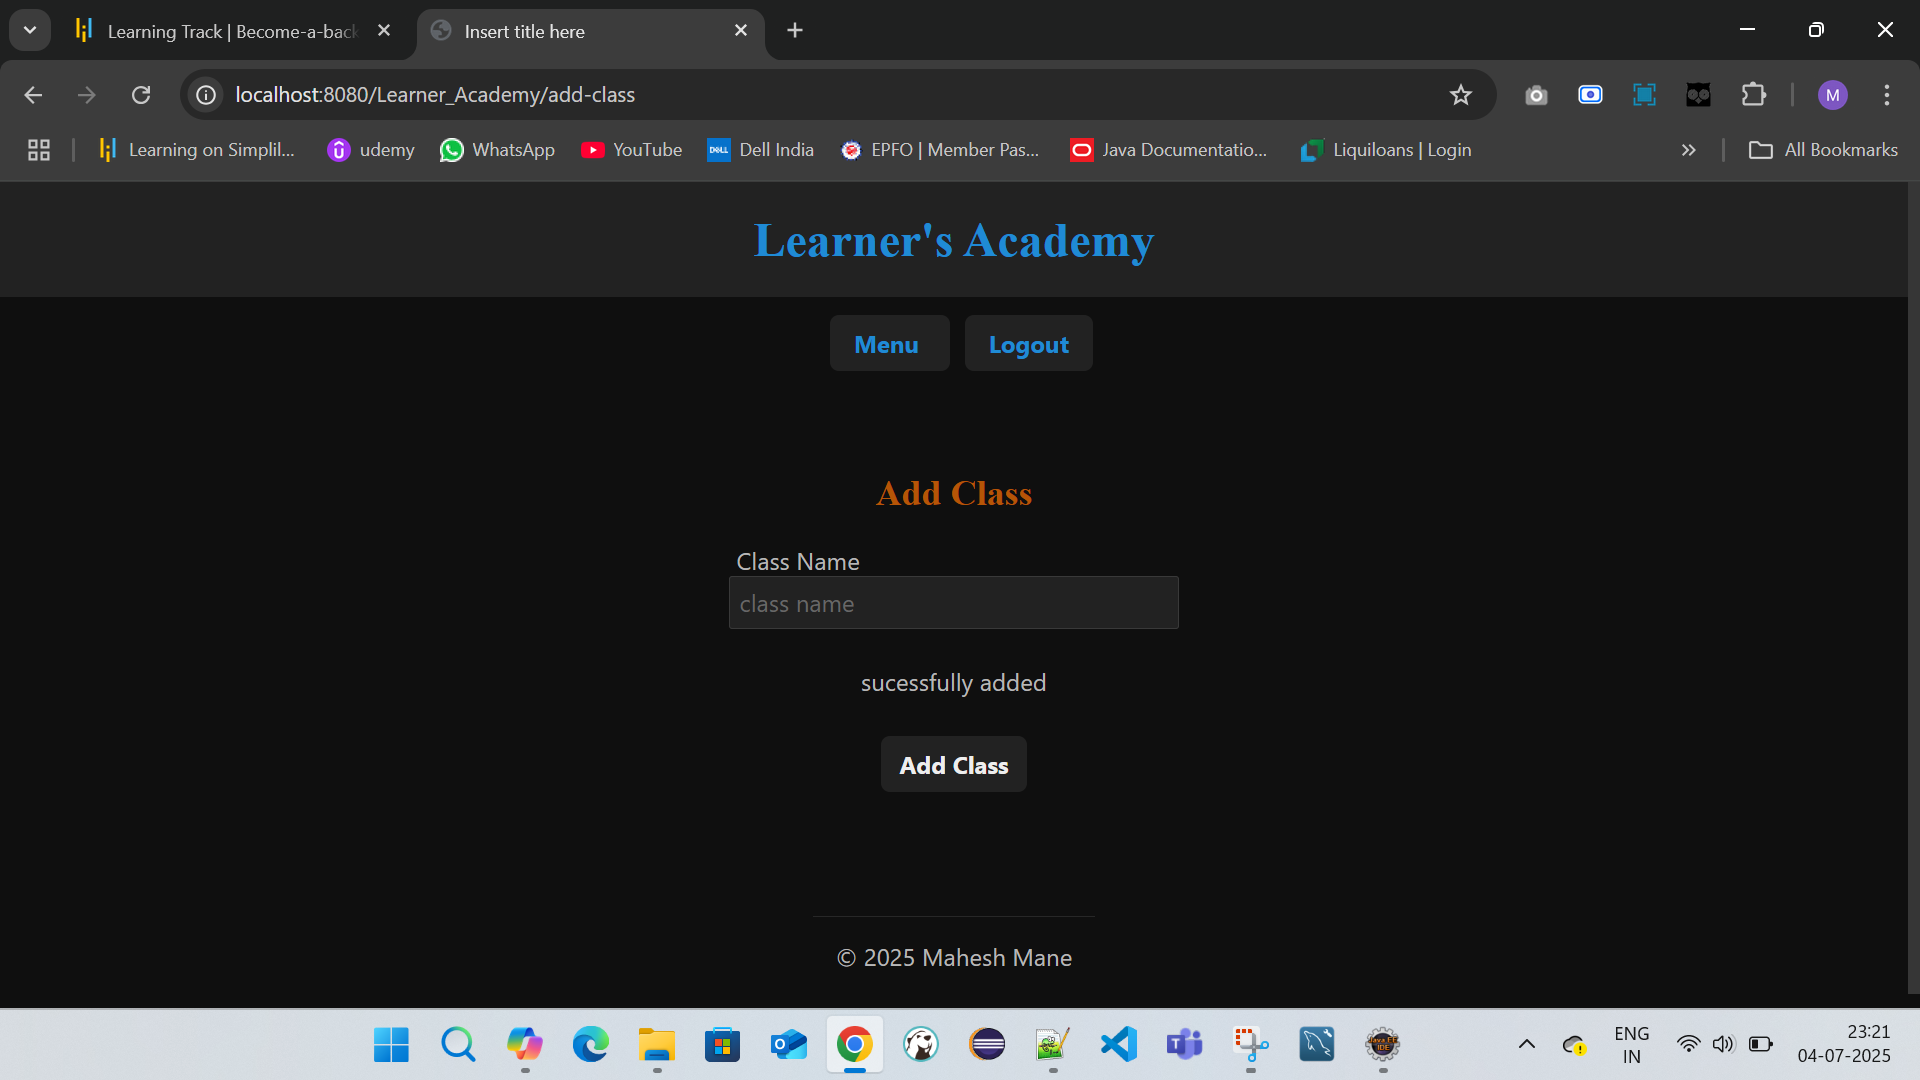 Learning Track | Become-a-back
Insert title here
localhost:8080/Learner_Academy/add-class
M
Learning on Simplil...
udemy
WhatsApp
YouTube
DELL
Dell India
EPFO | Member Pas...
Java Documentatio...
Liquiloans | Login
All Bookmarks
Learner's Academy
Menu
Logout
Add Class
Class Name
class name
sucessfully added
Add Class
© 2025 Mahesh Mane
ENG
IN
23:21
04-07-2025